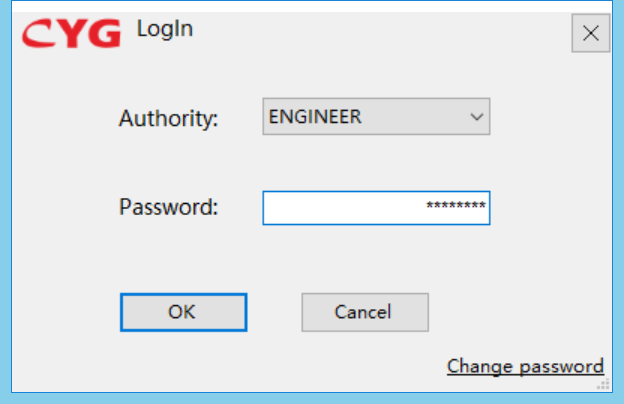 CYG LogIn
Authority: ENGINEER
Password: ********
OK Cancel
Change password